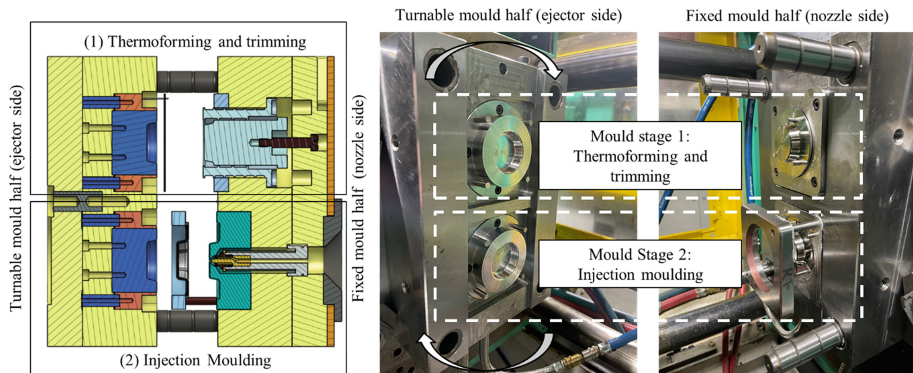 (1) Thermoforming and trimming
Turnable mould half (ejector side)
Fixed mould half (nozzle side)
(2) Injection Moulding
Turnable mould half (ejector side)
Fixed mould half (nozzle side)
Mould stage 1:
Thermoforming and
trimming
Mould Stage 2:
Injection moulding